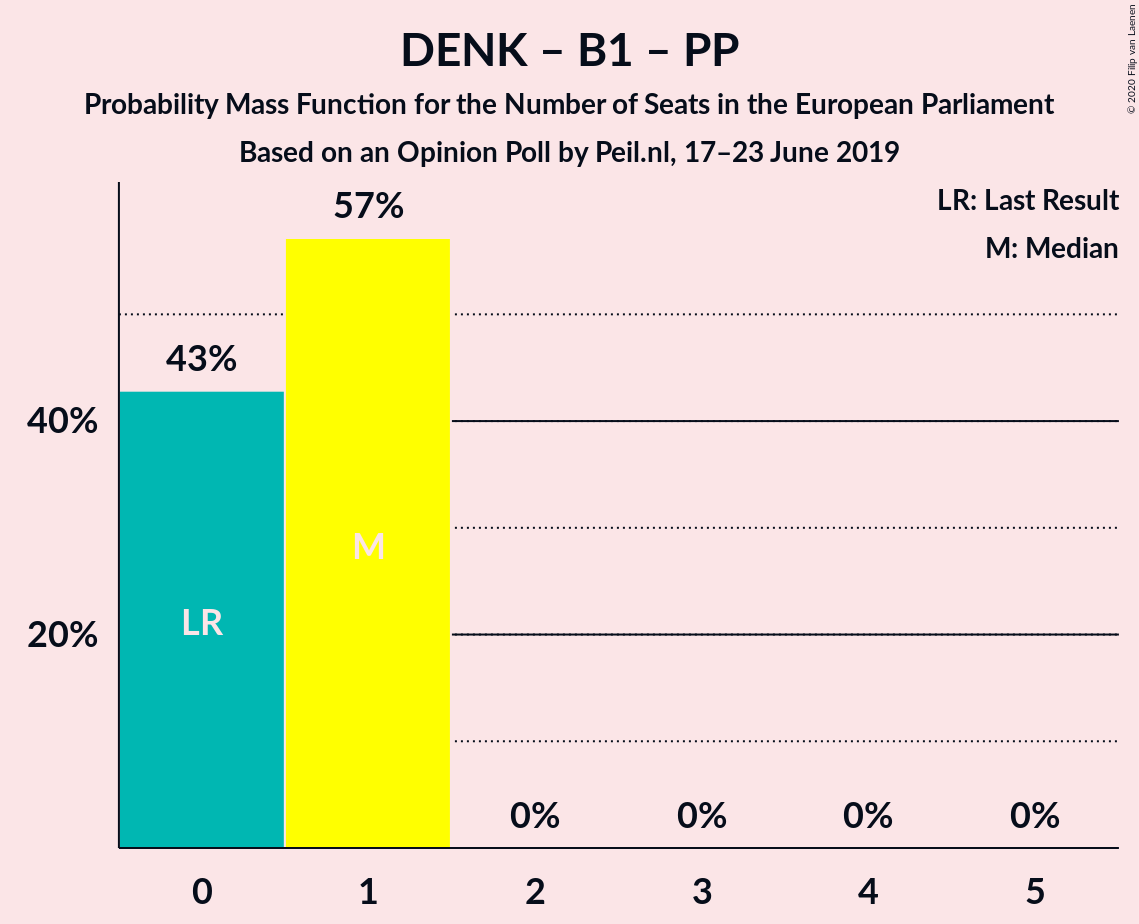 DENK – B1 – PP
Probability Mass Function for the Number of Seats in the European Parliament
Based on an Opinion Poll by Peil.nl, 17–23 June 2019
© 2020 Filip van Laenen
LR: Last Result
M: Median
57%
43%
40%
M
LR
20%
0% 0% 0% 0%
0 1 2 3 4 5